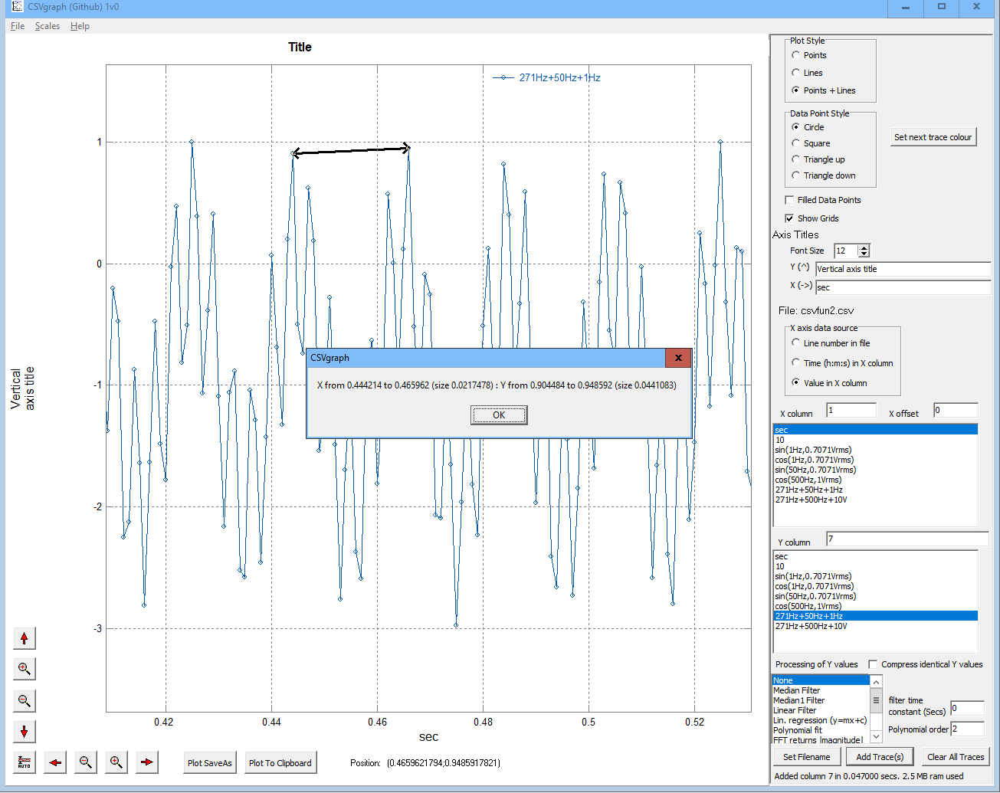 CSVgraph (Github) 1v0
File Scales Help
Title
271Hz+50Hz+1Hz
1
0
-1
-2
-3
Vertical
axis title
0.42 0.44 0.46 0.48 0.5 0.52
sec
CSVgraph
X from 0.444214 to 0.465962 (size 0.0217478) : Y from 0.904484 to 0.948592 (size 0.0441083)
OK
AUTO
Plot SaveAs
Plot To Clipboard
Position: (0.4659621794;0.9485917821)
Plot Style
Points
Lines
Points + Lines
Data Point Style
Circle
Square
Triangle up
Triangle down
Set next trace colour
Filled Data Points
Show Grids
Axis Titles
Font Size 12
Y (^) Vertical axis title
X (->) sec
File: csvfun2.csv
X axis data source
Line number in file
Time (h:m:s) in X column
Value in X column
X column 1 X offset 0
sec
10
sin(1Hz,0.7071Vrms)
cos(1Hz,0.7071Vrms)
sin(50Hz,0.7071Vrms)
cos(500Hz,1Vrms)
271Hz+50Hz+1Hz
271Hz+500Hz+10V
Y column 7
sec
10
sin(1Hz,0.7071Vrms)
cos(1Hz,0.7071Vrms)
sin(50Hz,0.7071Vrms)
cos(500Hz,1Vrms)
271Hz+50Hz+1Hz
271Hz+500Hz+10V
Processing of Y values Compress identical Y values
None
Median Filter
Median1 Filter
Linear Filter
Lin. regression (y=mx+c)
Polynomial fit
FFT returns |magnitude|
filter time
constant (Secs) 0
Polynomial order 2
Set Filename
Add Trace(s)
Clear All Traces
Added column 7 in 0.047000 secs. 2.5 MB ram used